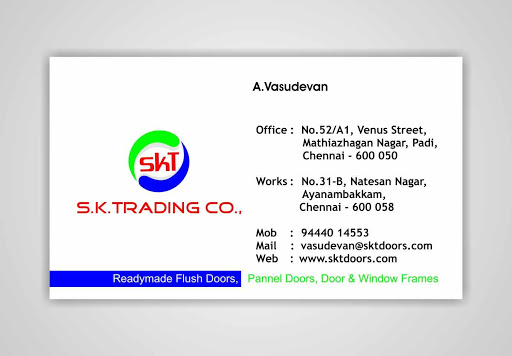 A.Vasudevan
skT
S.K.TRADING CO.,
Office : No.52/A1, Venus Street,
Mathiazhagan Nagar, Padi,
Chennai - 600 050
Works : No.31-B, Natesan Nagar,
Ayanambakkam,
Chennai - 600 058
Mob : 94440 14553
Mail : vasudevan@sktdoors.com
Web : www.sktdoors.com
Readymade Flush Doors, Pannel Doors, Door & Window Frames